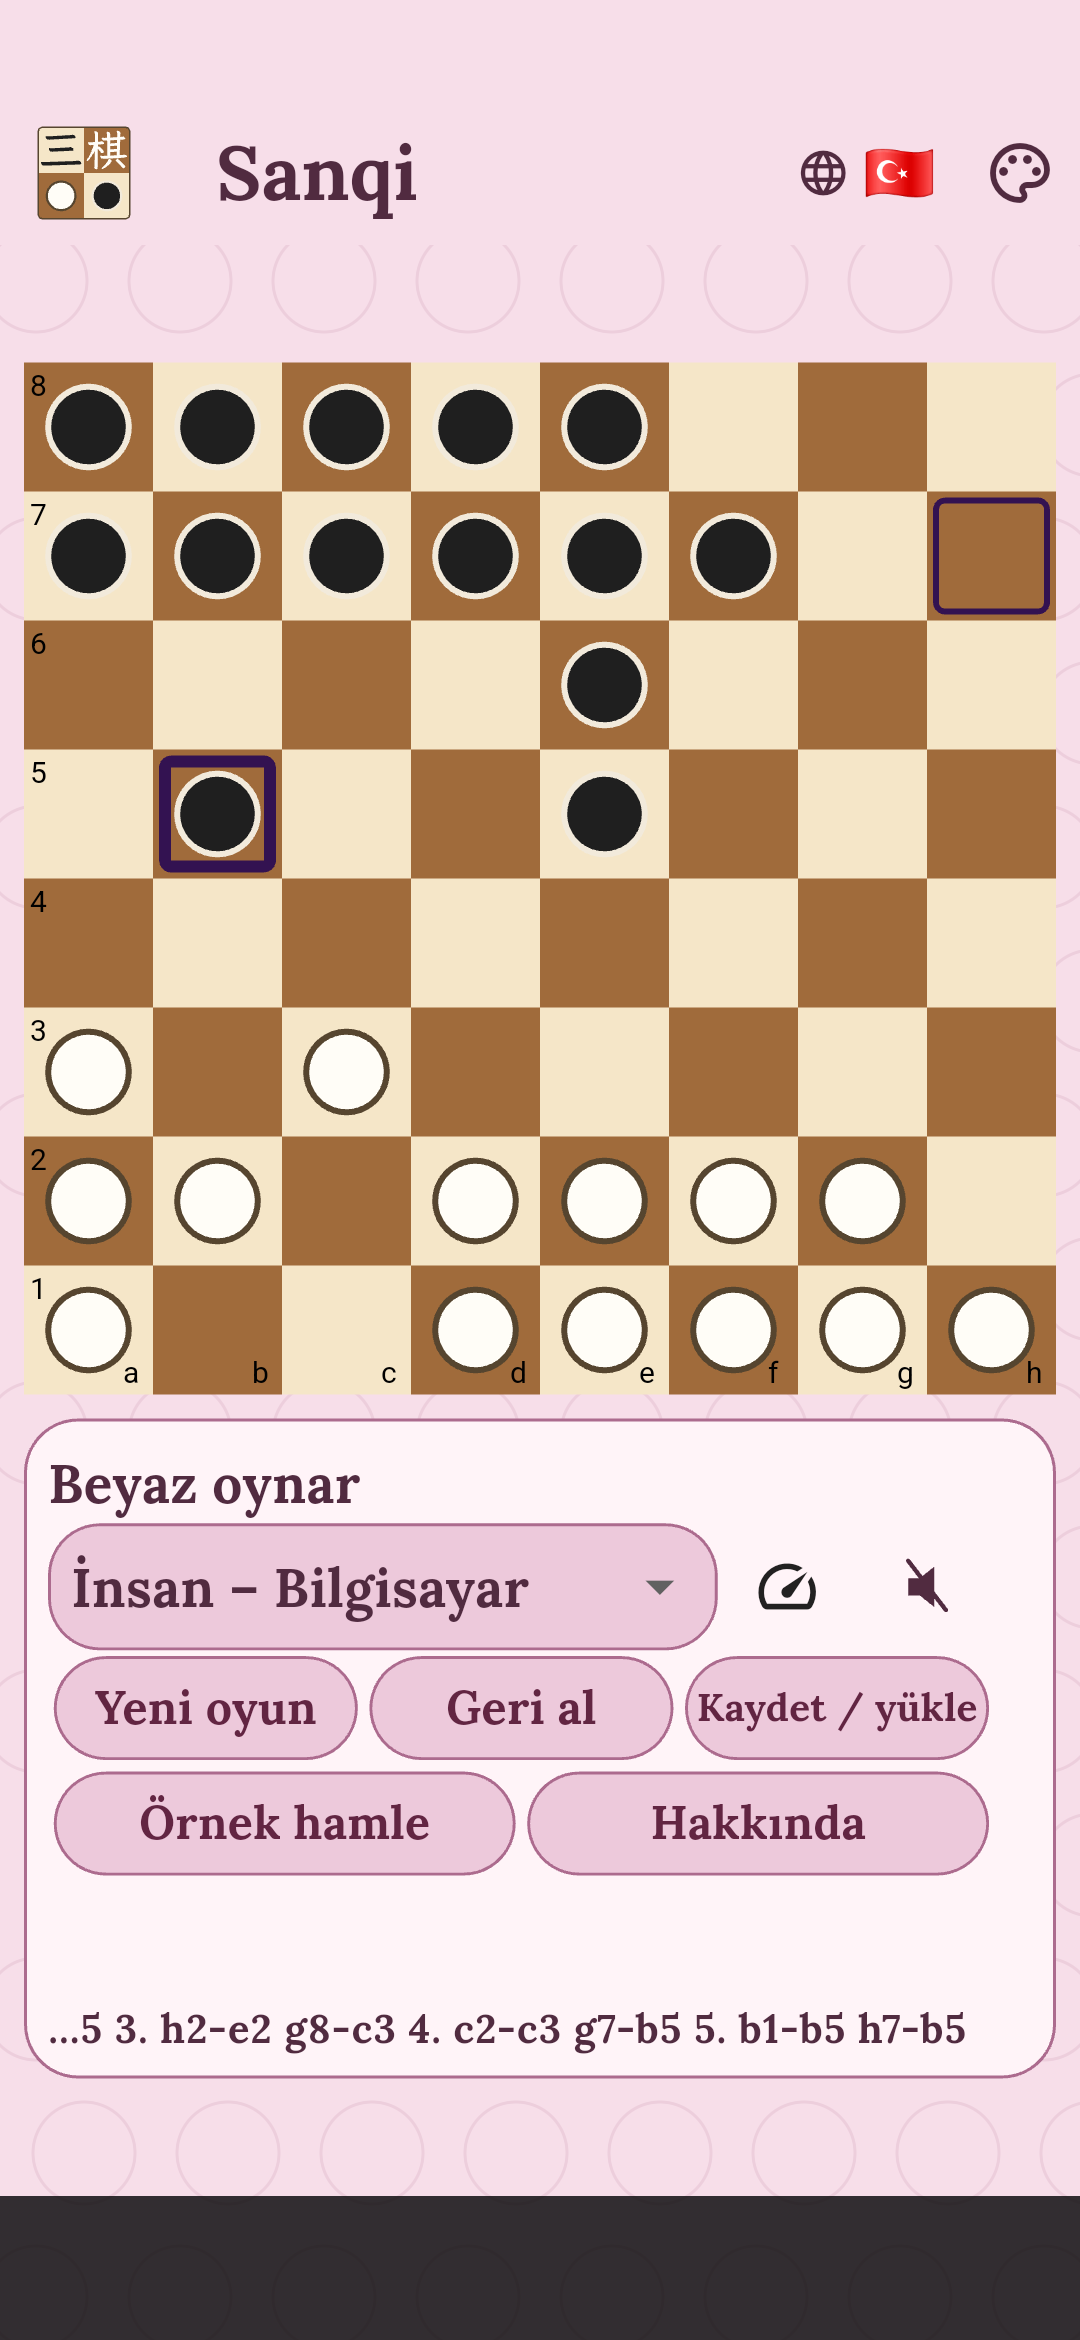 三棋
Sanqi
8
7
6
5
4
3
2
1
a b c d e f g h
Beyaz oynar
İnsan – Bilgisayar
Yeni oyun Geri al Kaydet / yükle
Örnek hamle Hakkında
...5 3. h2-e2 g8-c3 4. c2-c3 g7-b5 5. b1-b5 h7-b5